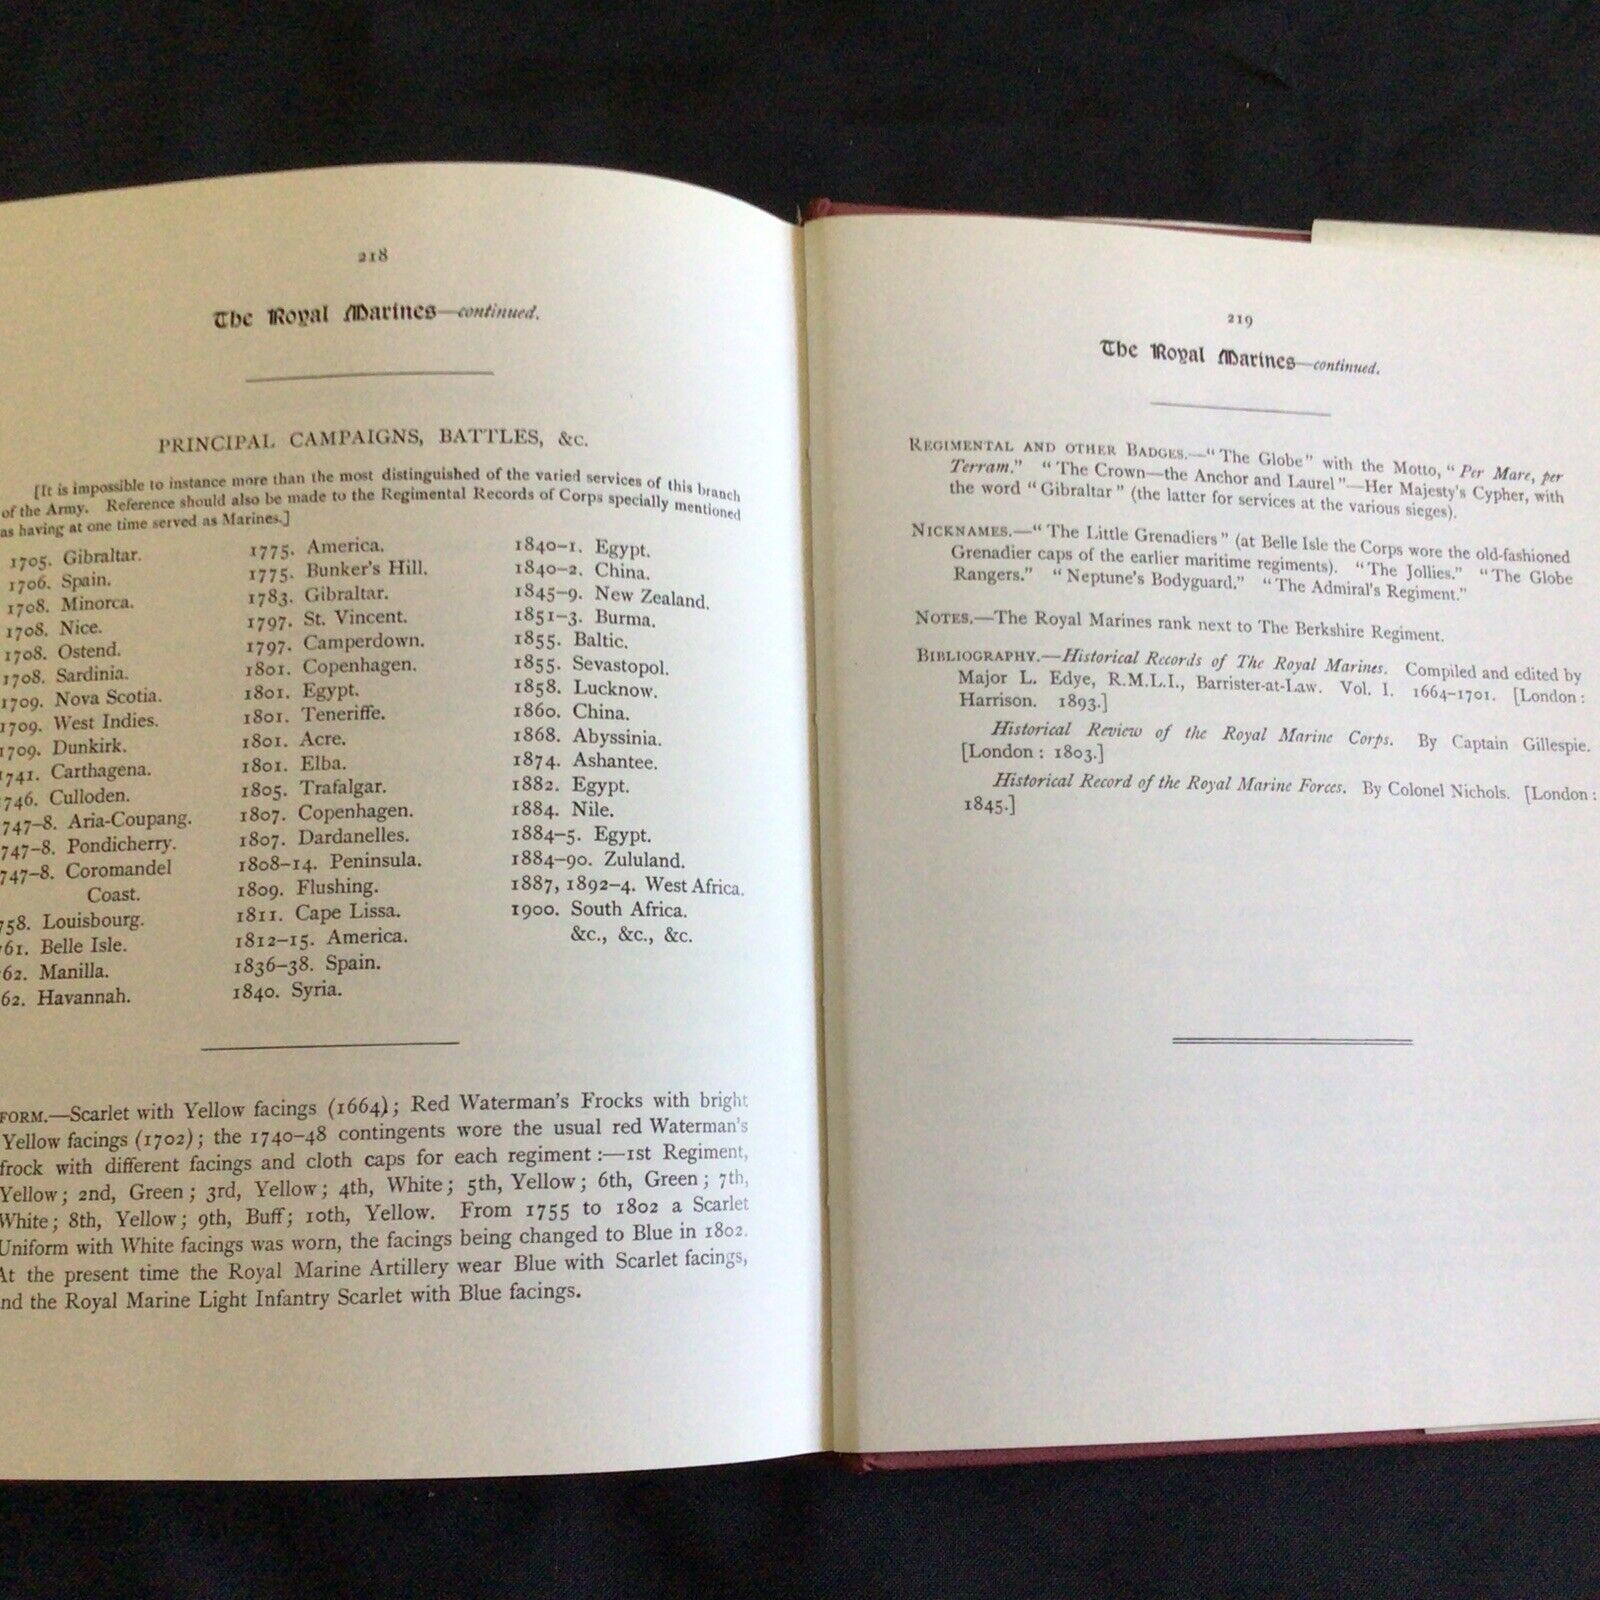 218
The Royal Marines—continued.
PRINCIPAL CAMPAIGNS, BATTLES, &c.
[It is impossible to instance more than the most distinguished of the varied services of this branch
of the Army. Reference should also be made to the Regimental Records of Corps specially mentioned
as having at one time served as Marines.]
1705. Gibraltar.
1706. Spain.
1708. Minorca.
1708. Nice.
1708. Ostend.
1708. Sardinia.
1709. Nova Scotia.
1709. West Indies.
1709. Dunkirk.
1741. Carthagena.
746. Culloden.
747–8. Aria-Coupang.
747–8. Pondicherry.
747–8. Coromandel
Coast.
758. Louisbourg.
61. Belle Isle.
62. Manilla.
62. Havannah.
1775. America.
1775. Bunker's Hill.
1783. Gibraltar.
1797. St. Vincent.
1797. Camperdown.
1801. Copenhagen.
1801. Egypt.
1801. Teneriffe.
1801. Acre.
1801. Elba.
1805. Trafalgar.
1807. Copenhagen.
1807. Dardanelles.
1808–14. Peninsula.
1809. Flushing.
1811. Cape Lissa.
1812–15. America.
1836–38. Spain.
1840. Syria.
1840–1. Egypt.
1840–2. China.
1845–9. New Zealand.
1851–3. Burma.
1855. Baltic.
1855. Sevastopol.
1858. Lucknow.
1860. China.
1868. Abyssinia.
1874. Ashantee.
1882. Egypt.
1884. Nile.
1884–5. Egypt.
1884–90. Zululand.
1887, 1892–4. West Africa.
1900. South Africa.
&c., &c., &c.
FORM.—Scarlet with Yellow facings (1664); Red Waterman's Frocks with bright
Yellow facings (1702); the 1740–48 contingents wore the usual red Waterman's
frock with different facings and cloth caps for each regiment:—1st Regiment,
Yellow; 2nd, Green; 3rd, Yellow; 4th, White; 5th, Yellow; 6th, Green; 7th,
White; 8th, Yellow; 9th, Buff; 10th, Yellow. From 1755 to 1802 a Scarlet
Uniform with White facings was worn, the facings being changed to Blue in 1802.
At the present time the Royal Marine Artillery wear Blue with Scarlet facings,
nd the Royal Marine Light Infantry Scarlet with Blue facings.
219
The Royal Marines—continued.
REGIMENTAL AND OTHER BADGES.—"The Globe" with the Motto, "Per Mare, per
Terram." "The Crown—the Anchor and Laurel"—Her Majesty's Cypher, with
the word "Gibraltar" (the latter for services at the various sieges).
NICKNAMES.—"The Little Grenadiers" (at Belle Isle the Corps wore the old-fashioned
Grenadier caps of the earlier maritime regiments). "The Jollies." "The Globe
Rangers." "Neptune's Bodyguard." "The Admiral's Regiment."
NOTES.—The Royal Marines rank next to The Berkshire Regiment.
BIBLIOGRAPHY.—Historical Records of The Royal Marines. Compiled and edited by
Major L. Edye, R.M.L.I., Barrister-at-Law. Vol. I. 1664–1701. [London:
Harrison. 1893.]
Historical Review of the Royal Marine Corps. By Captain Gillespie.
[London: 1803.]
Historical Record of the Royal Marine Forces. By Colonel Nichols. [London:
1845.]